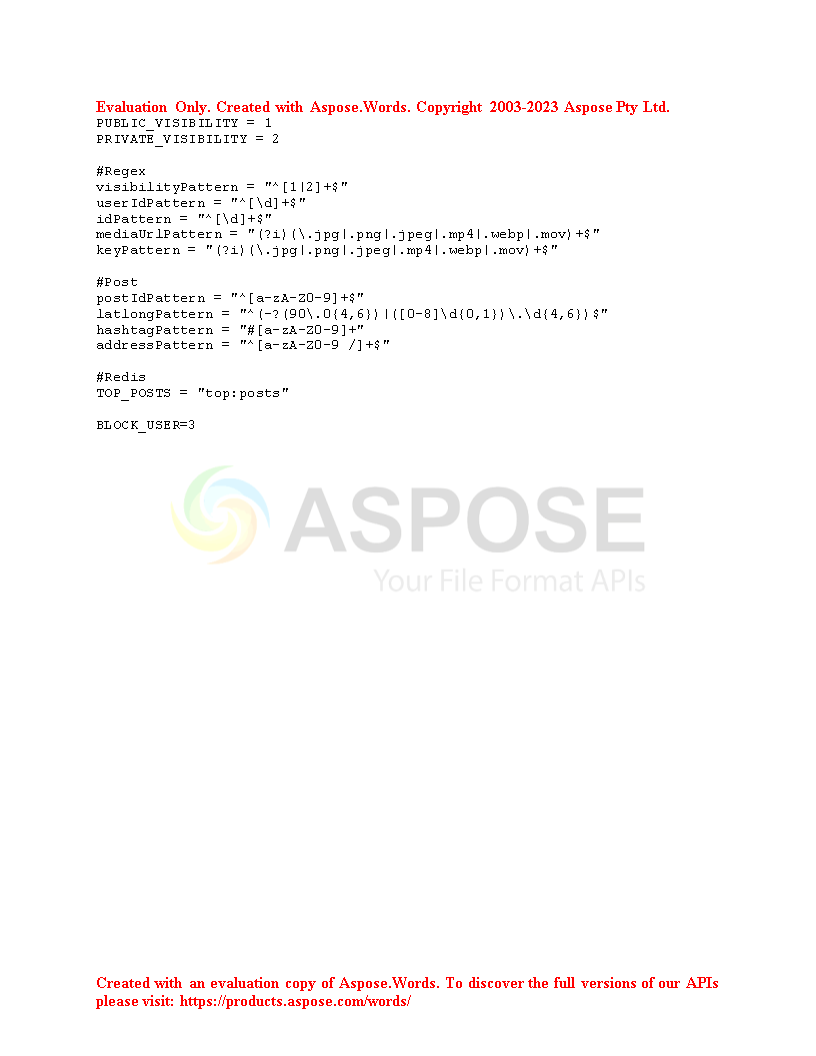 Evaluation Only. Created with Aspose.Words. Copyright 2003-2023 Aspose Pty Ltd.
PUBLIC_VISIBILITY = 1
PRIVATE_VISIBILITY = 2
#Regex
visibilityPattern = "^[1|2]+$"
userIdPattern = "^[\d]+$"
idPattern = "^[\d]+$"
mediaUrlPattern = "(?i)(\.jpg|.png|.jpeg|.mp4|.webp|.mov)+$"
keyPattern = "(?i)(\.jpg|.png|.jpeg|.mp4|.webp|.mov)+$"
#Post
postIdPattern = "^[a-zA-Z0-9]+$"
latlongPattern = "^(-?(90\.0{4,6})|([0-8]\d{0,1})\.\d{4,6})$"
hashtagPattern = "#[a-zA-Z0-9]+"
addressPattern = "^[a-zA-Z0-9 /]+$"
#Redis
TOP_POSTS = "top:posts"
BLOCK_USER=3
ASPOSE
Your File Format APIs
Created with an evaluation copy of Aspose.Words. To discover the full versions of our APIs
please visit: https://products.aspose.com/words/